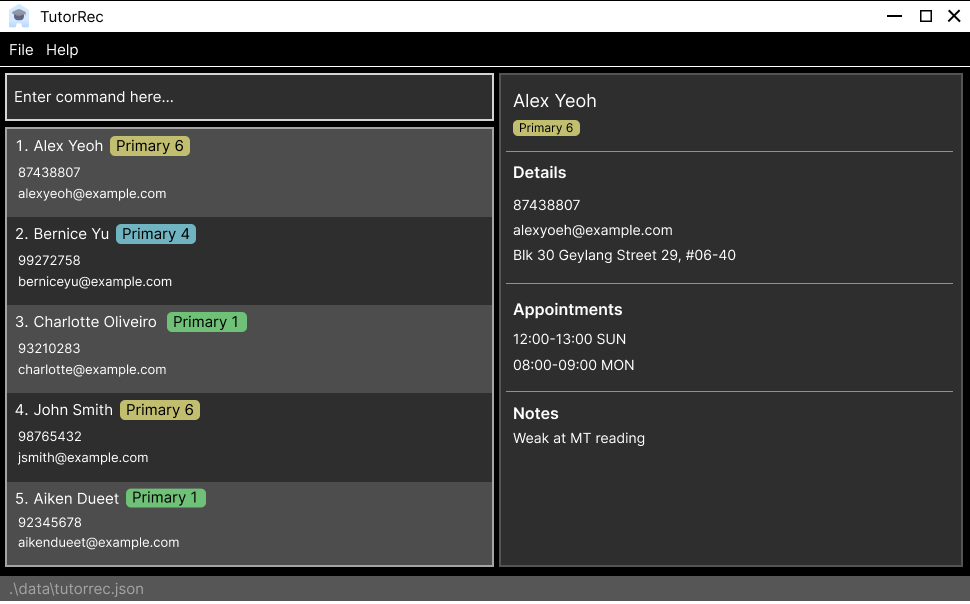 TutorRec
File Help
Enter command here...
1. Alex Yeoh Primary 6
87438807
alexyeoh@example.com
2. Bernice Yu Primary 4
99272758
berniceyu@example.com
3. Charlotte Oliveiro Primary 1
93210283
charlotte@example.com
4. John Smith Primary 6
98765432
jsmith@example.com
5. Aiken Dueet Primary 1
92345678
aikendueet@example.com
Alex Yeoh
Primary 6
Details
87438807
alexyoeh@example.com
Blk 30 Geylang Street 29, #06-40
Appointments
12:00-13:00 SUN
08:00-09:00 MON
Notes
Weak at MT reading
.\data\tutorrec.json